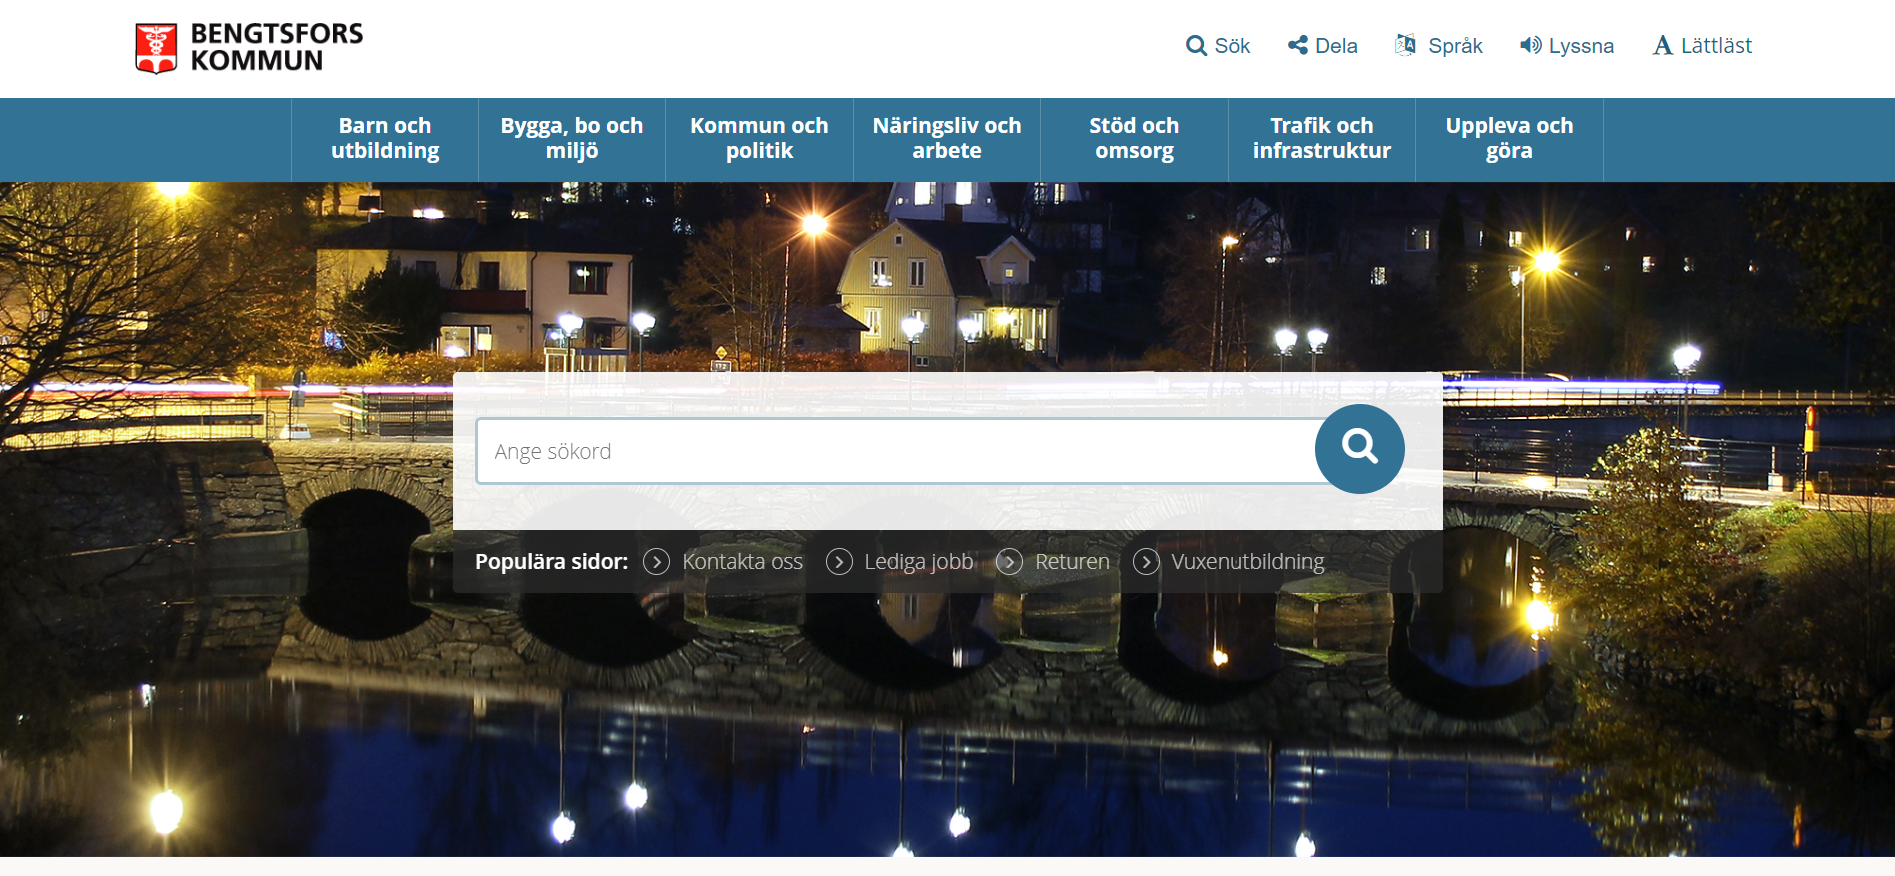 BENGTSFORS
KOMMUN
Sök
Dela
Språk
Lyssna
Lättläst
Barn och
utbildning
Bygga, bo och
miljö
Kommun och
politik
Näringsliv och
arbete
Stöd och
omsorg
Trafik och
infrastruktur
Uppleva och
göra
Ange sökord
Populära sidor:
Kontakta oss
Lediga jobb
Returen
Vuxenutbildning